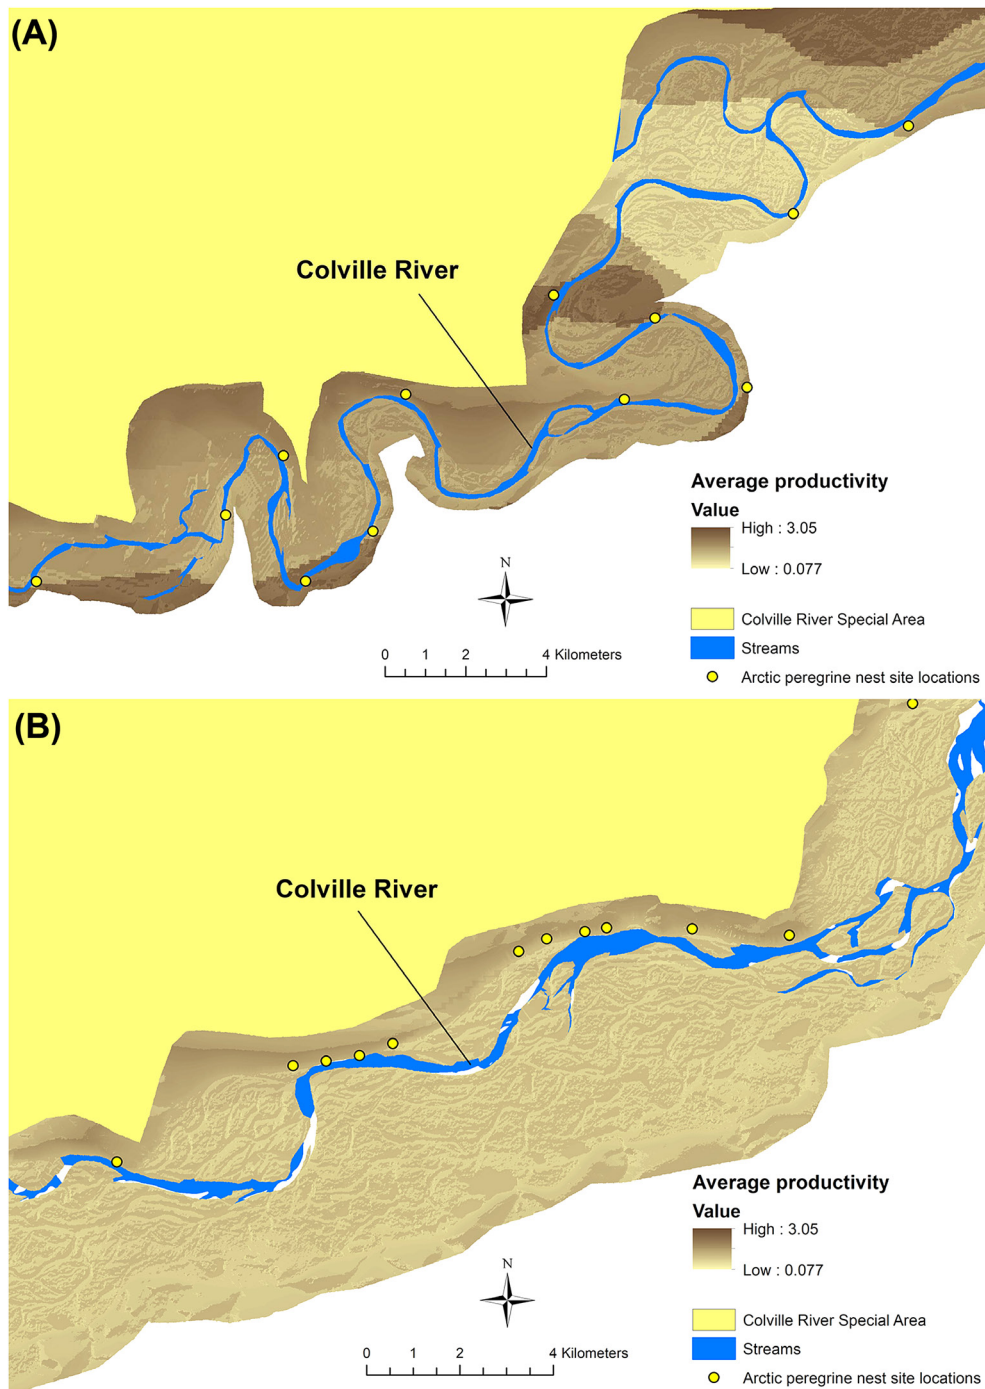 (A)
Colville River
Average productivity
Value
High : 3.05
Low : 0.077
N
0 1 2 4 Kilometers
Colville River Special Area
Streams
Arctic peregrine nest site locations
(B)
Colville River
Average productivity
Value
High : 3.05
Low : 0.077
N
0 1 2 4 Kilometers
Colville River Special Area
Streams
Arctic peregrine nest site locations